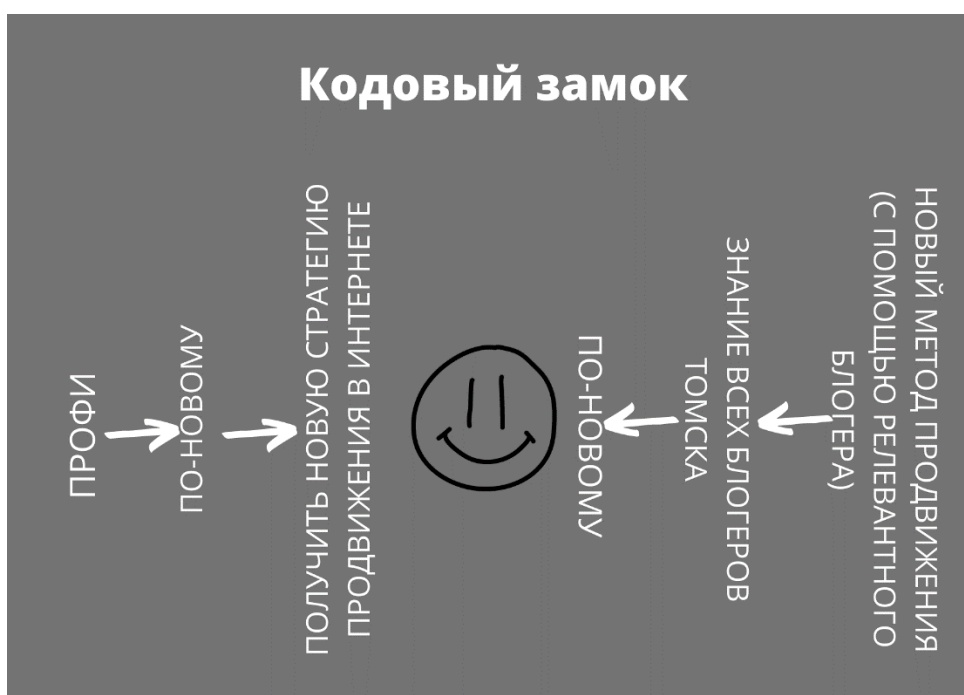 Кодовый замок
ПРОФИ
ПО-НОВОМУ
ПОЛУЧИТЬ НОВУЮ СТРАТЕГИЮ
ПРОДВИЖЕНИЯ В ИНТЕРНЕТЕ
ПО-НОВОМУ
ЗНАНИЕ ВСЕХ БЛОГЕРОВ
ТОМСКА
НОВЫЙ МЕТОД ПРОДВИЖЕНИЯ
(С ПОМОЩЬЮ РЕЛЕВАНТНОГО
БЛОГЕРА)